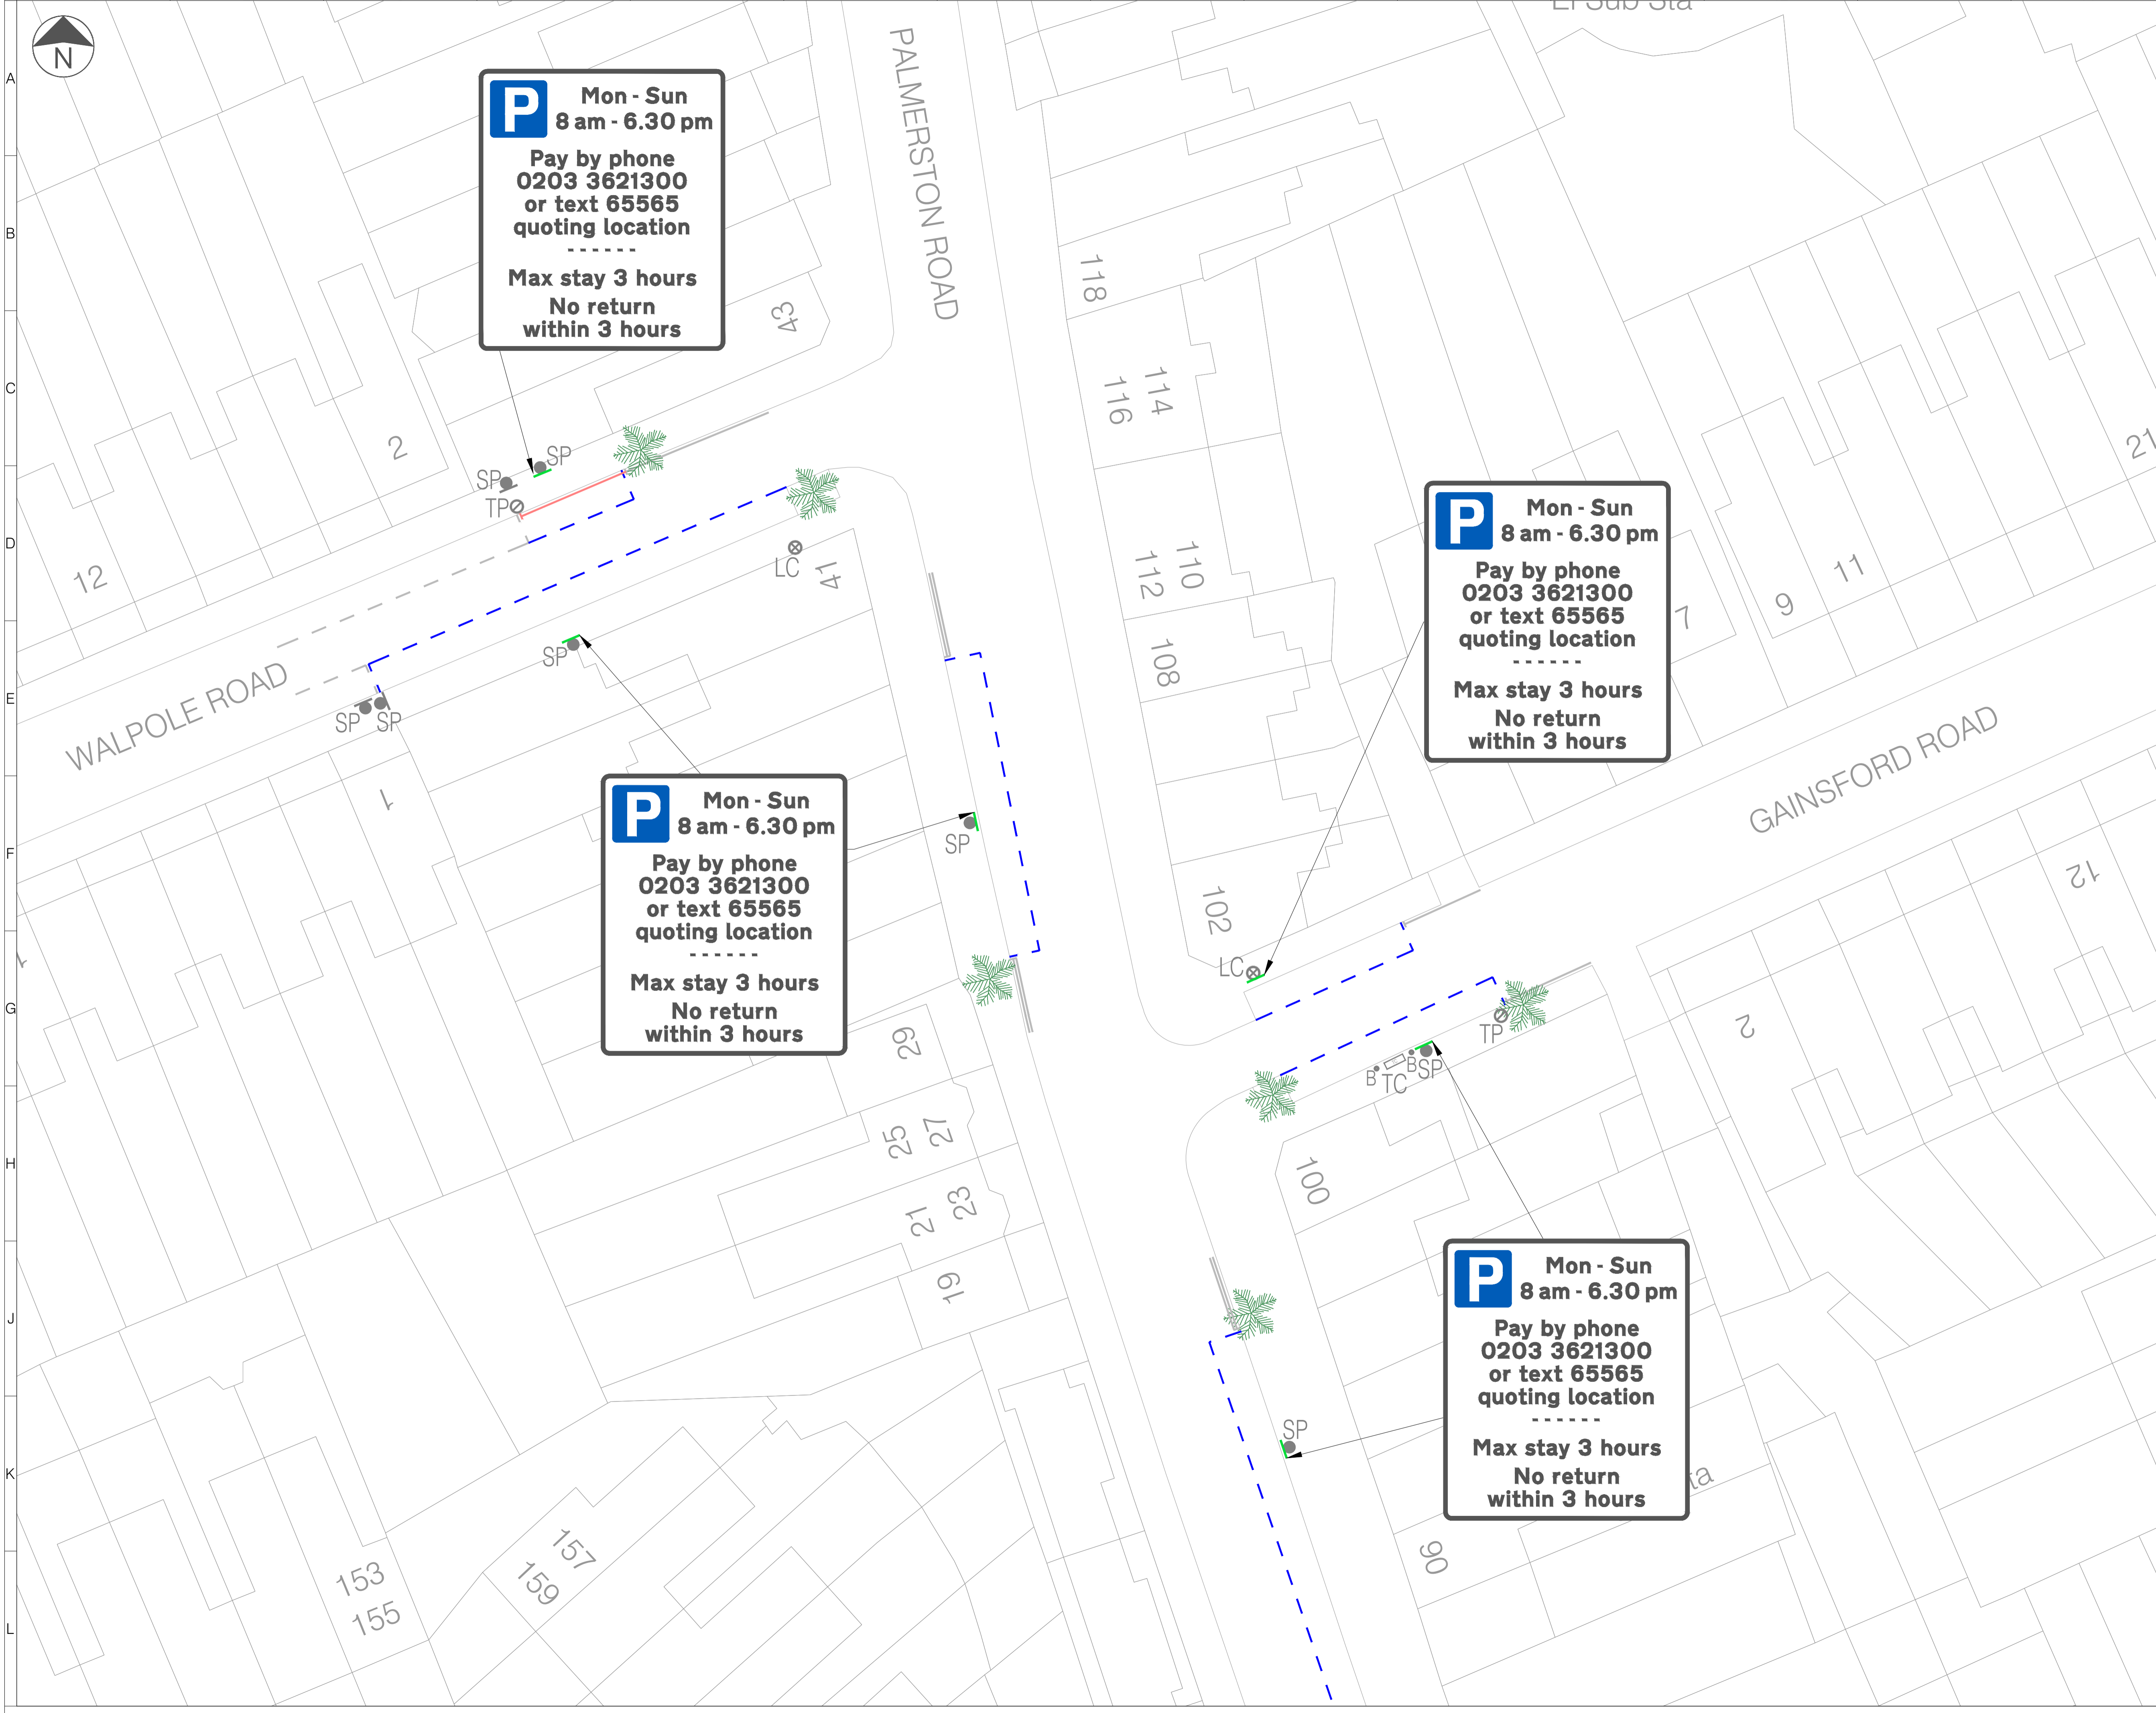 El Sub Sta
N
A
B
C
D
E
F
G
H
J
K
L
PALMERSTON ROAD
P
Mon - Sun
8 am - 6.30 pm
Pay by phone
0203 3621300
or text 65565
quoting location
Max stay 3 hours
No return
within 3 hours
43
118
114
116
2
SP
SP
TP
12
LC
41
110
112
108
P
Mon - Sun
8 am - 6.30 pm
Pay by phone
0203 3621300
or text 65565
quoting location
Max stay 3 hours
No return
within 3 hours
7
9
11
21
SP
WALPOLE ROAD
SP
SP
1
P
Mon - Sun
8 am - 6.30 pm
Pay by phone
0203 3621300
or text 65565
quoting location
Max stay 3 hours
No return
within 3 hours
SP
GAINSFORD ROAD
12
102
LC
TP
2
B
TC
B
SP
29
27
25
23
21
19
100
P
Mon - Sun
8 am - 6.30 pm
Pay by phone
0203 3621300
or text 65565
quoting location
Max stay 3 hours
No return
within 3 hours
SP
ta
90
157
159
153
155